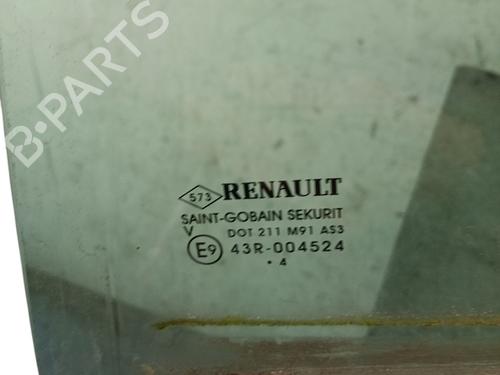 B-PARTS
573 RENAULT
SAINT-GOBAIN SEKURIT
V DOT 211 M91 AS3
E9 43R-004524
. 4